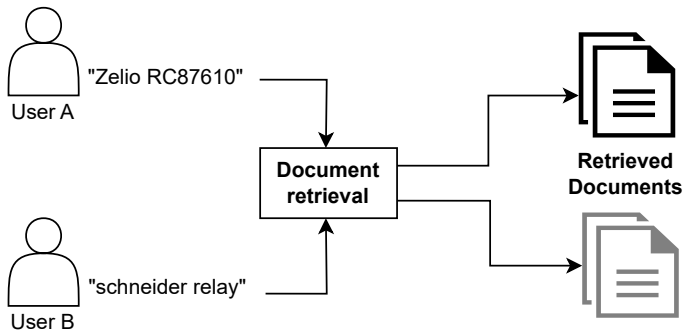 "Zelio RC87610"
User A
Document
retrieval
Retrieved
Documents
"schneider relay"
User B